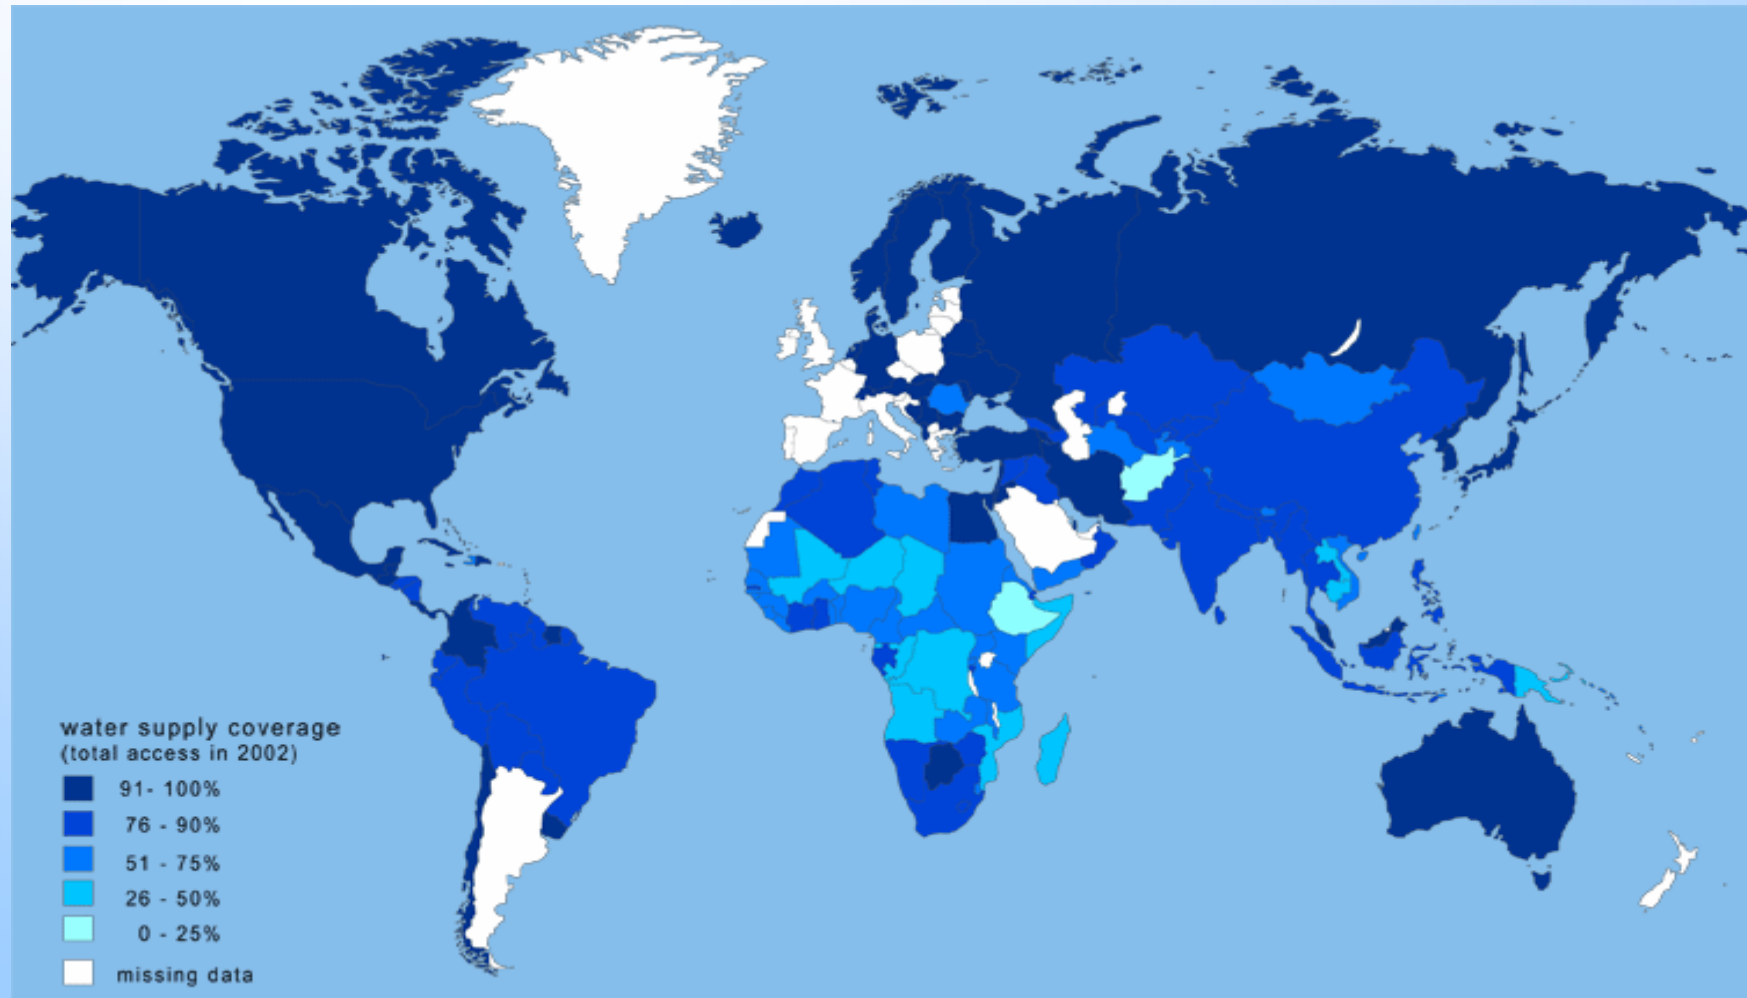 water supply coverage
(total access in 2002)
91- 100%
76 - 90%
51 - 75%
26 - 50%
0 - 25%
missing data